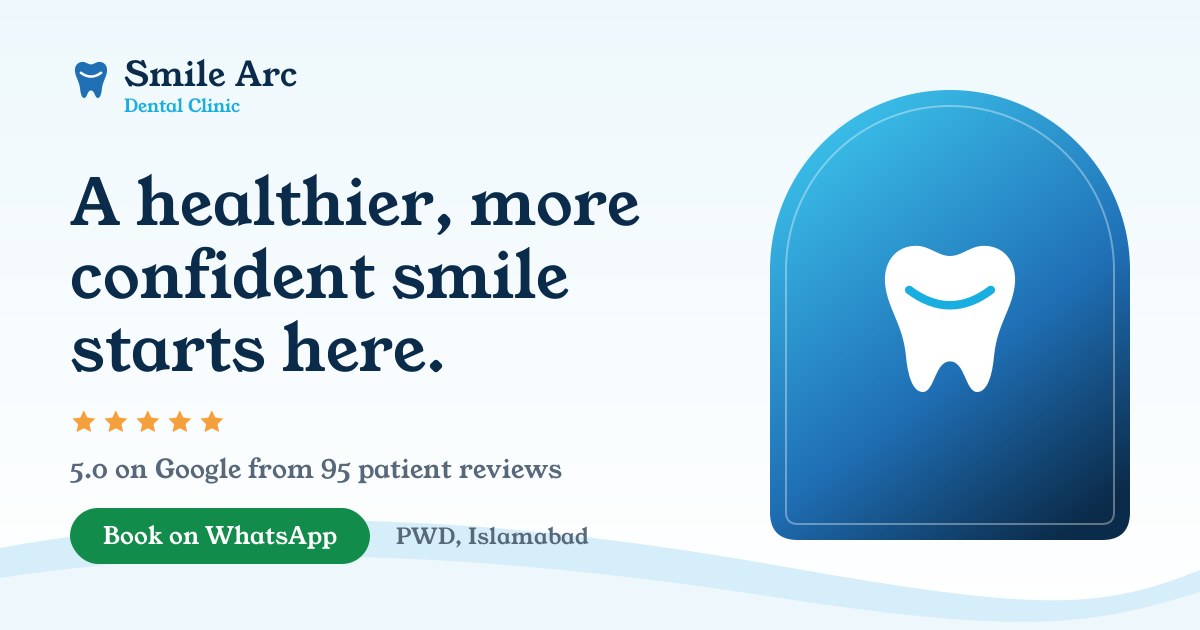 Smile Arc
Dental Clinic
A healthier, more
confident smile
starts here.
5.0 on Google from 95 patient reviews
Book on WhatsApp
PWD, Islamabad